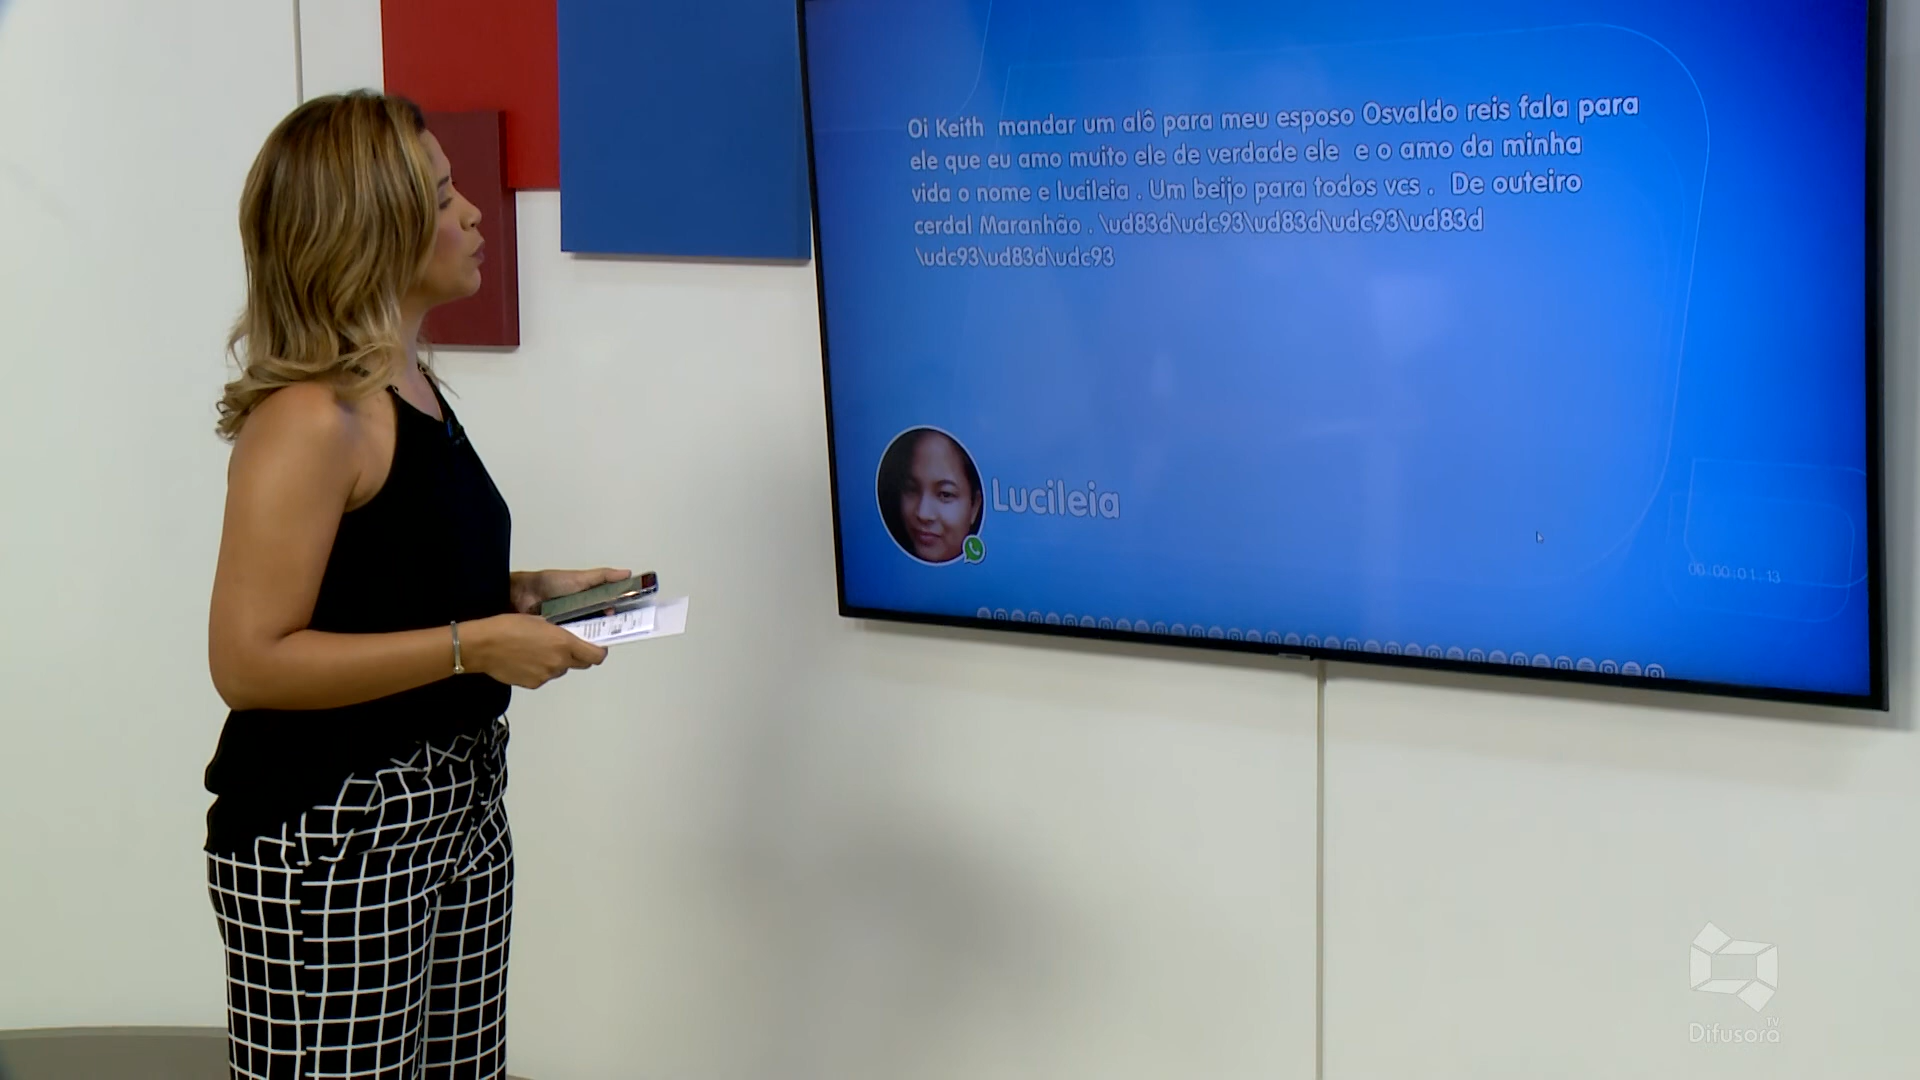 Oi Keith  mandar um alô para meu esposo Osvaldo reis fala para
ele que eu amo muito ele de verdade ele  e o amo da minha
vida o nome e lucileia . Um beijo para todos vcs .  De outeiro
cerdal Maranhão . \ud83d\udc93\ud83d\udc93\ud83d
\udc93\ud83d\udc93
Lucileia
00:00:01:13
TV
Difusora